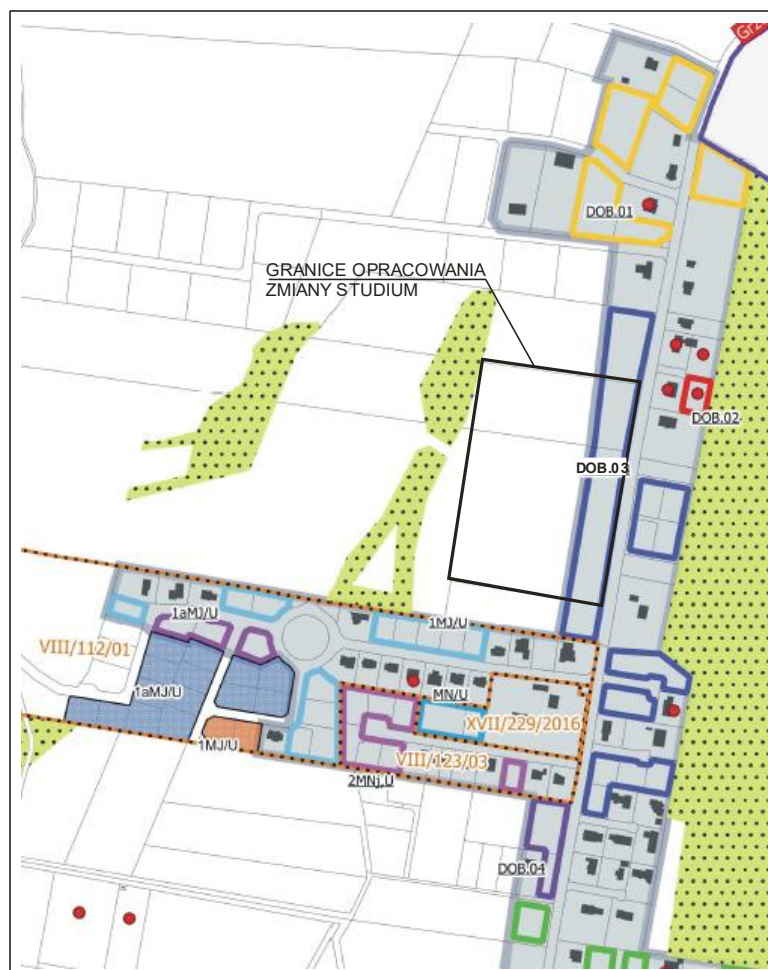 DOB.01
GRANICE OPRACOWANIA
ZMIANY STUDIUM
DOB.02
DOB.03
1aMJ/U
1MJ/U
VIII/112/01
1aMJ/U
MN/U
XVII/229/2016
1MJ/U
VIII/123/03
2MNj,U
DOB.04